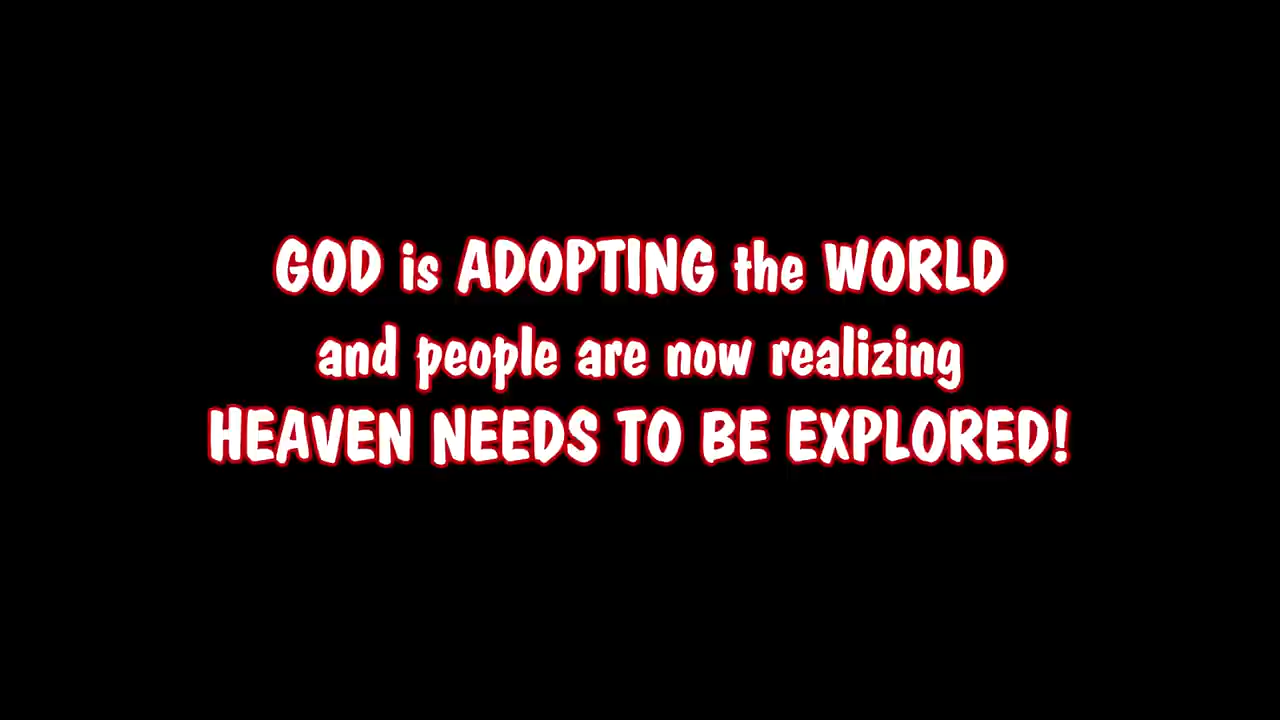 GOD is ADOPTING the WORLD
and people are now realizing
HEAVEN NEEDS TO BE EXPLORED!